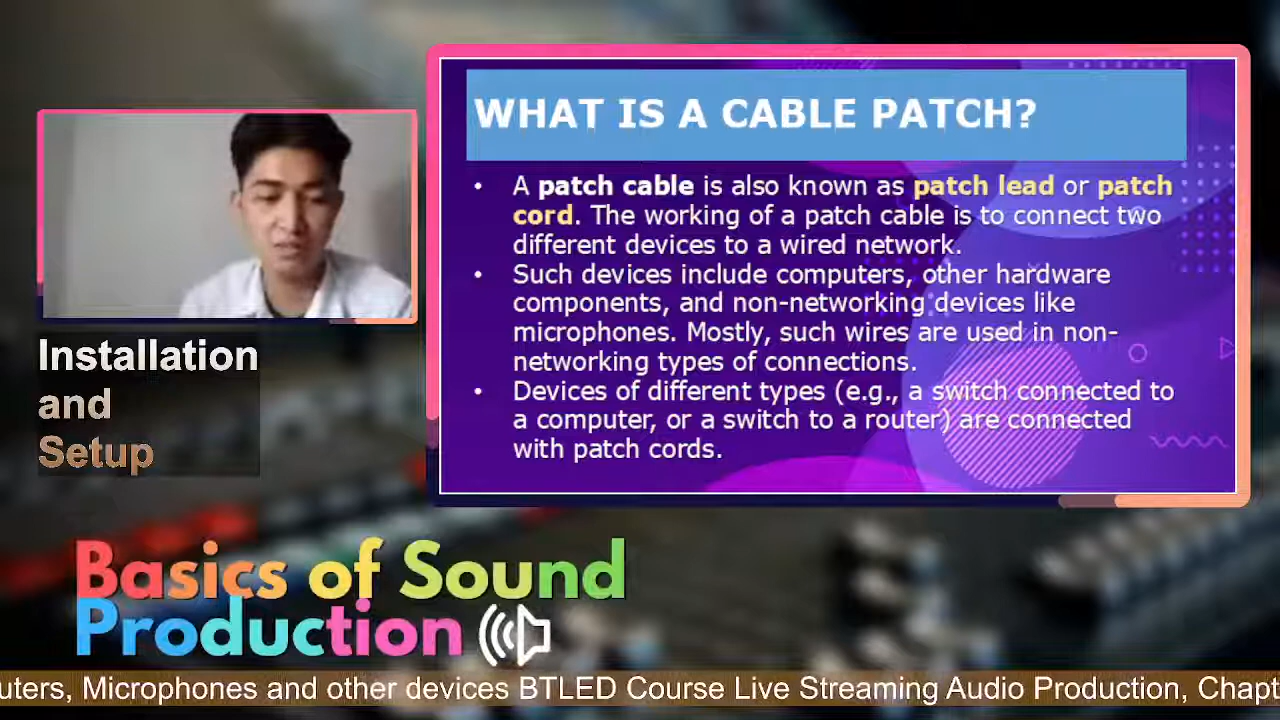 WHAT IS A CABLE PATCH?
• A patch cable is also known as patch lead or patch
cord. The working of a patch cable is to connect two
different devices to a wired network.
• Such devices include computers, other hardware
components, and non-networking devices like
microphones. Mostly, such wires are used in non-
networking types of connections.
• Devices of different types (e.g., a switch connected to
a computer, or a switch to a router) are connected
with patch cords.
Installation
and
Setup
Basics of Sound
Production
Microphones and other devices BTLED Course Live Streaming Audio Production,